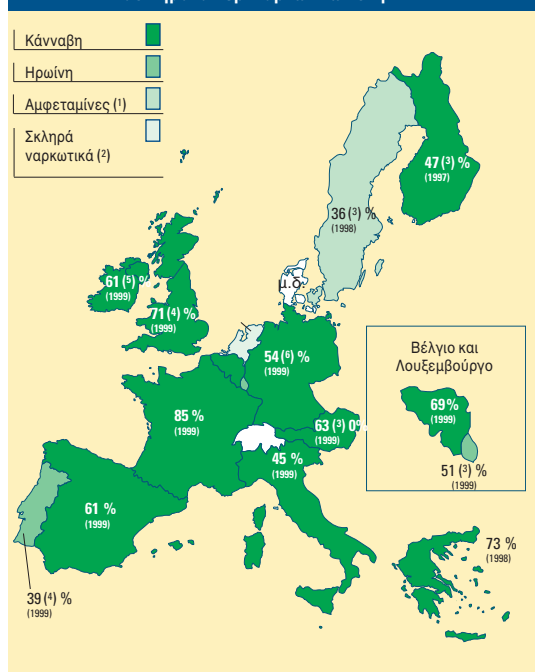 Κάνναβη
Ηρωίνη
Αμφεταμίνες (1)
Σκληρά
ναρκωτικά (2)
47 (3) %
(1997)
36 (3) %
(1998)
μ.δ.
61 (5) %
(1999)
71 (4) %
(1999)
54 (6) %
(1999)
Βέλγιο και
Λουξεμβούργο
69%
(1999)
51 (3) %
(1999)
85 %
(1999)
63 (3) 0%
(1999)
45 %
(1999)
61 %
(1999)
73 %
(1998)
39 (4) %
(1999)